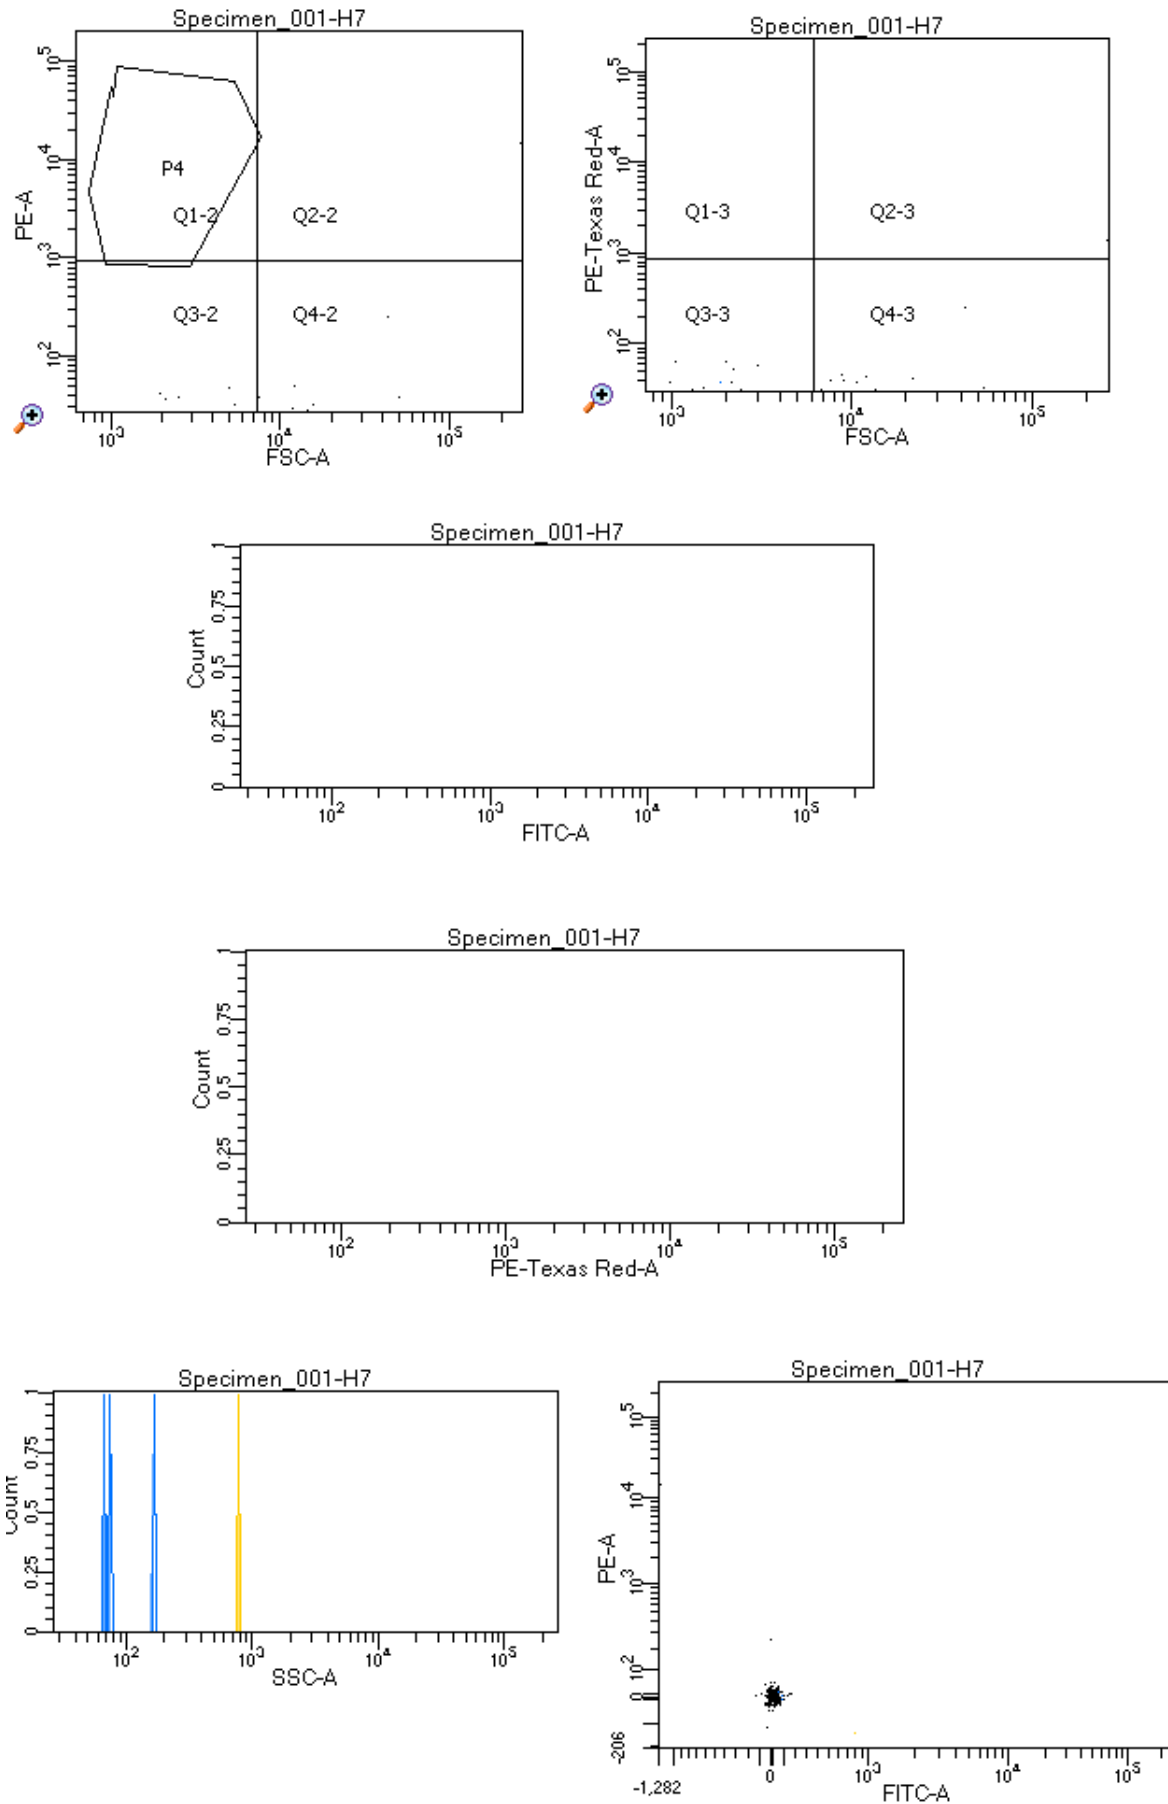 Specimen_001-H7
PE-A
10^5
10^4
10^3
10^2
P4
Q1-2
Q2-2
Q3-2
Q4-2
10^3
10^4
10^5
FSC-A
Specimen_001-H7
PE-Texas Red-A
10^5
10^4
10^3
10^2
Q1-3
Q2-3
Q3-3
Q4-3
10^3
10^4
10^5
FSC-A
Specimen_001-H7
Count
1
0.75
0.5
0.25
0
10^2
10^3
10^4
10^5
FITC-A
Specimen_001-H7
Count
1
0.75
0.5
0.25
0
10^2
10^3
10^4
10^5
PE-Texas Red-A
Specimen_001-H7
Count
1
0.75
0.5
0.25
0
10^2
10^3
10^4
10^5
SSC-A
Specimen_001-H7
PE-A
10^5
10^4
10^3
10^2
0
-206
-1,282
0
10^3
10^4
10^5
FITC-A